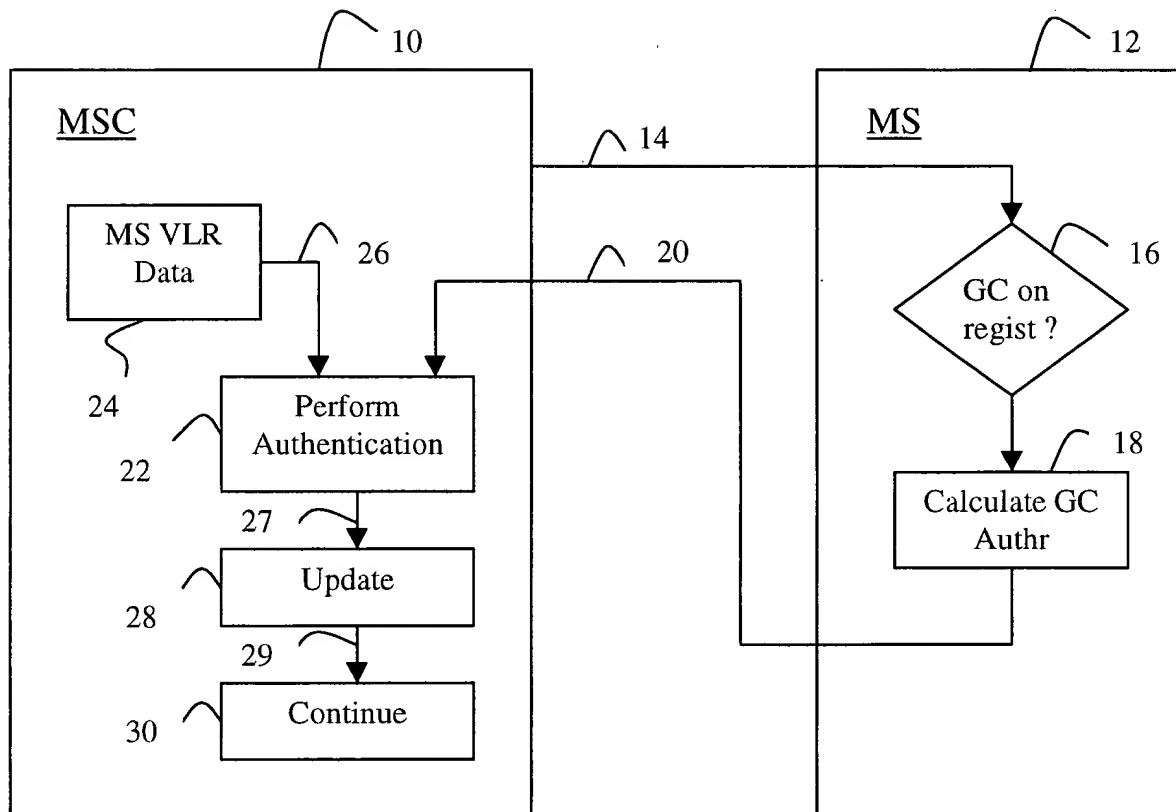 10
12
MSC
MS
14
MS VLR
Data
26
20
16
GC on
regist ?
24
Perform
Authentication
22
18
Calculate GC
Authr
27
Update
28
29
Continue
30